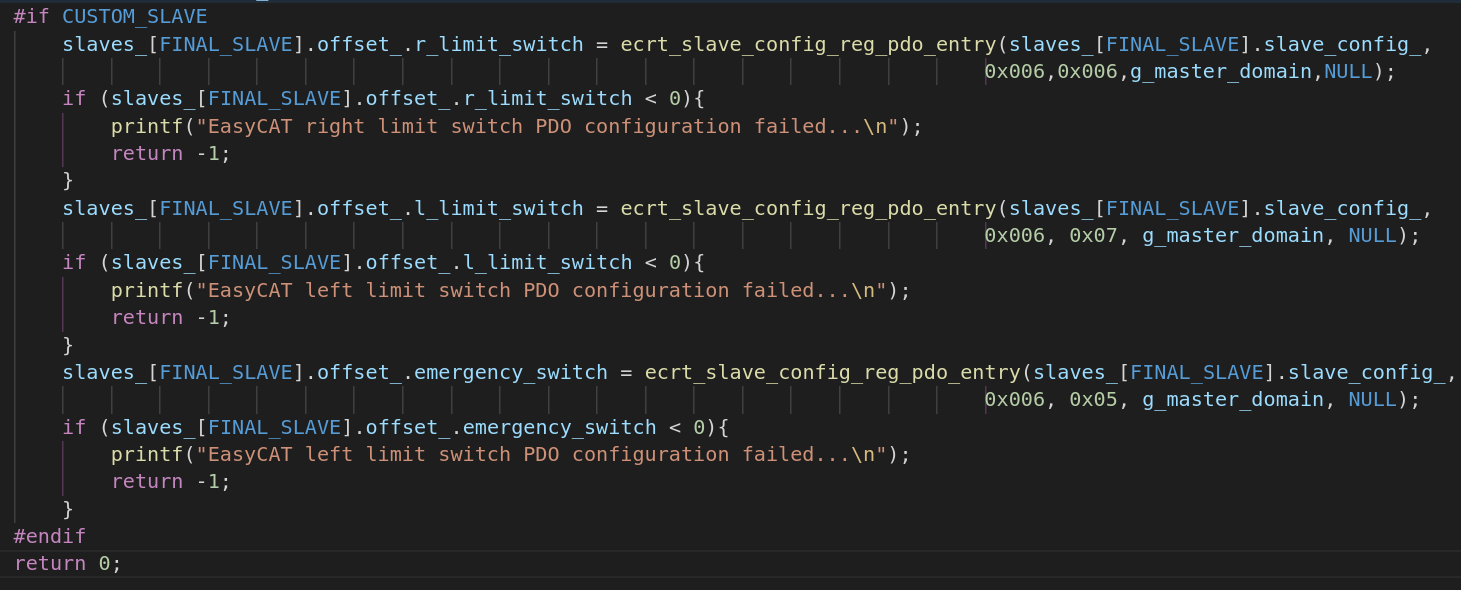 #if CUSTOM_SLAVE
    slaves_[FINAL_SLAVE].offset_.r_limit_switch = ecrt_slave_config_reg_pdo_entry(slaves_[FINAL_SLAVE].slave_config_,
                                                                                0x006,0x006,g_master_domain,NULL);
    if (slaves_[FINAL_SLAVE].offset_.r_limit_switch < 0){
        printf("EasyCAT right limit switch PDO configuration failed...\n");
        return -1;
    }
    slaves_[FINAL_SLAVE].offset_.l_limit_switch = ecrt_slave_config_reg_pdo_entry(slaves_[FINAL_SLAVE].slave_config_,
                                                                                0x006, 0x07, g_master_domain, NULL);
    if (slaves_[FINAL_SLAVE].offset_.l_limit_switch < 0){
        printf("EasyCAT left limit switch PDO configuration failed...\n");
        return -1;
    }
    slaves_[FINAL_SLAVE].offset_.emergency_switch = ecrt_slave_config_reg_pdo_entry(slaves_[FINAL_SLAVE].slave_config_,
                                                                                0x006, 0x05, g_master_domain, NULL);
    if (slaves_[FINAL_SLAVE].offset_.emergency_switch < 0){
        printf("EasyCAT left limit switch PDO configuration failed...\n");
        return -1;
    }
#endif
return 0;